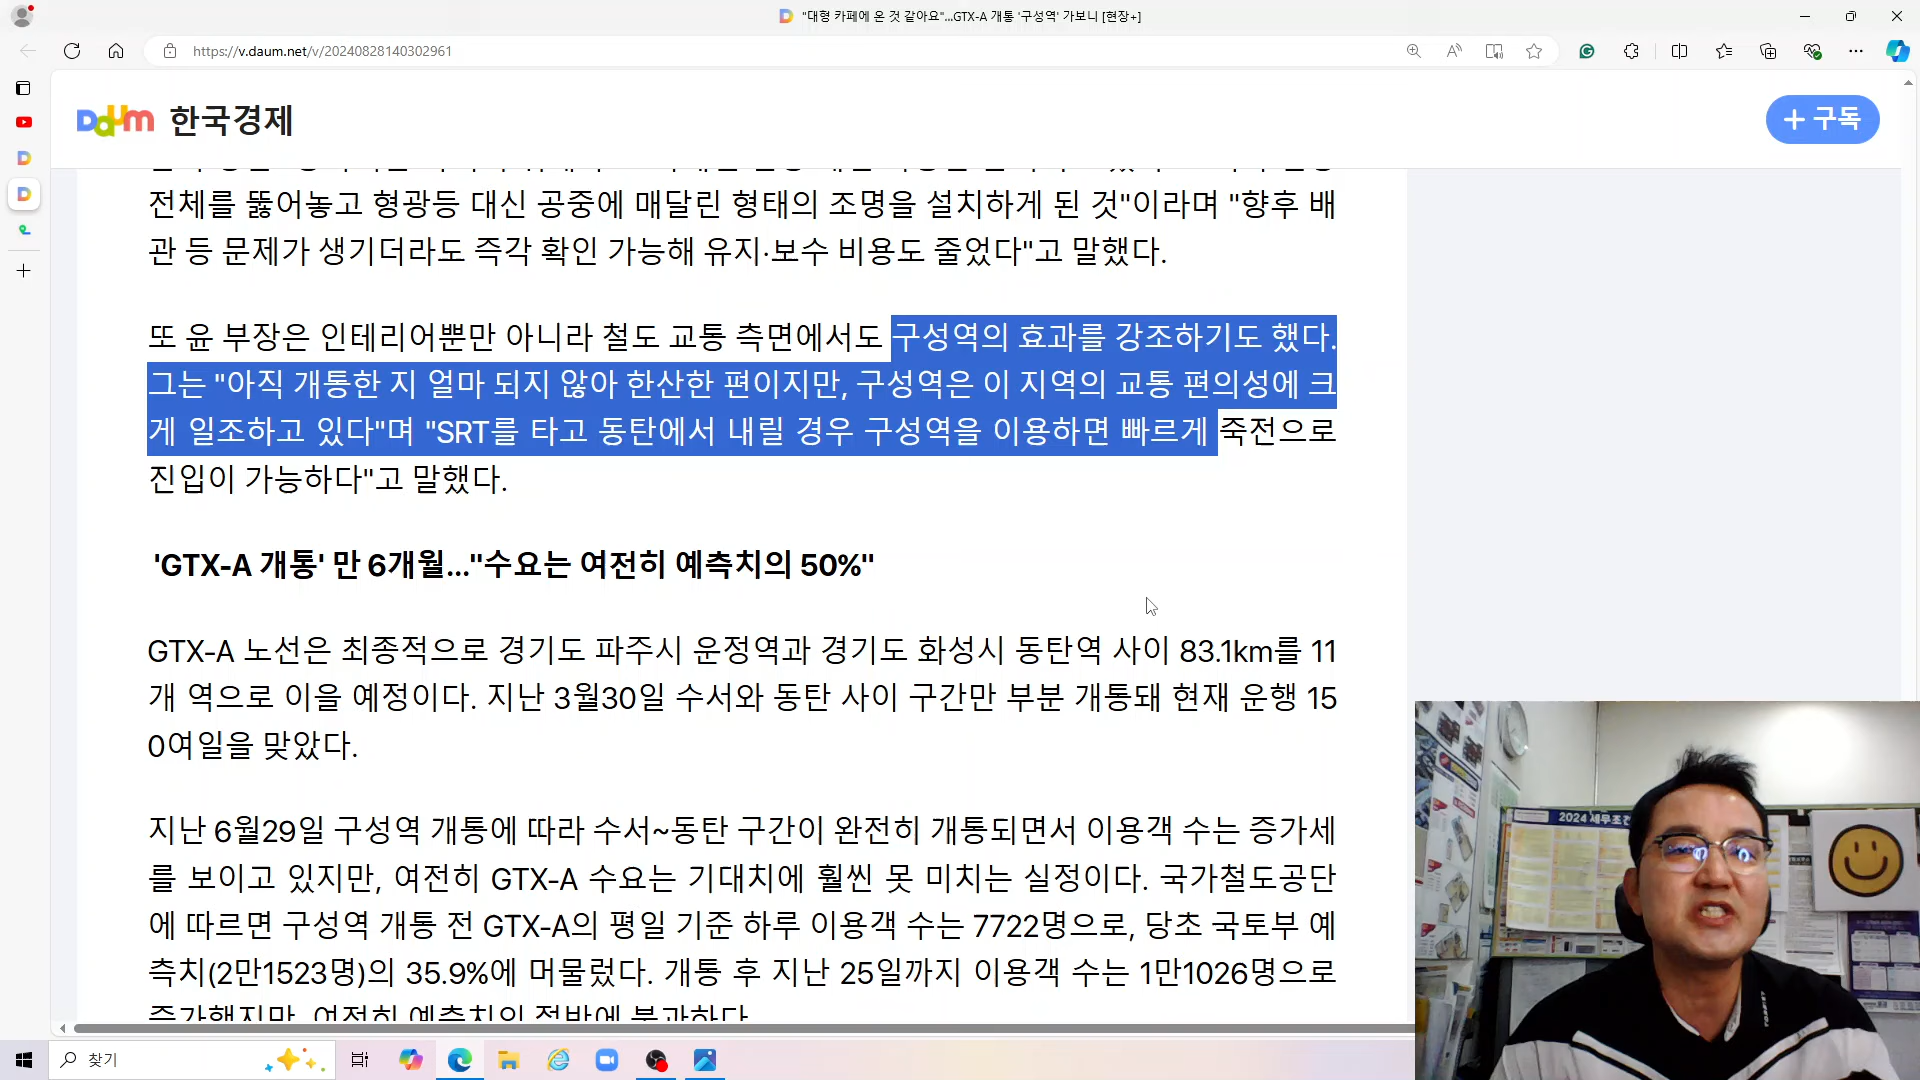 "대형 카페에 온 것 같아요"...GTX-A 개통 '구성역' 가보니 [현장+]
https://v.daum.net/v/20240828140302961
Daum 한국경제
+ 구독
전체를 뚫어놓고 형광등 대신 공중에 매달린 형태의 조명을 설치하게 된 것"이라며 "향후 배
관 등 문제가 생기더라도 즉각 확인 가능해 유지·보수 비용도 줄었다"고 말했다.
또 윤 부장은 인테리어뿐만 아니라 철도 교통 측면에서도 구성역의 효과를 강조하기도 했다.
그는 "아직 개통한 지 얼마 되지 않아 한산한 편이지만, 구성역은 이 지역의 교통 편의성에 크
게 일조하고 있다"며 "SRT를 타고 동탄에서 내릴 경우 구성역을 이용하면 빠르게 죽전으로
진입이 가능하다"고 말했다.
'GTX-A 개통' 만 6개월..."수요는 여전히 예측치의 50%"
GTX-A 노선은 최종적으로 경기도 파주시 운정역과 경기도 화성시 동탄역 사이 83.1km를 11
개 역으로 이을 예정이다. 지난 3월30일 수서와 동탄 사이 구간만 부분 개통돼 현재 운행 15
0여일을 맞았다.
지난 6월29일 구성역 개통에 따라 수서~동탄 구간이 완전히 개통되면서 이용객 수는 증가세
를 보이고 있지만, 여전히 GTX-A 수요는 기대치에 훨씬 못 미치는 실정이다. 국가철도공단
에 따르면 구성역 개통 전 GTX-A의 평일 기준 하루 이용객 수는 7722명으로, 당초 국토부 예
측치(2만1523명)의 35.9%에 머물렀다. 개통 후 지난 25일까지 이용객 수는 1만1026명으로
증가했지만, 여전히 예측치의 절반에 불과하다.
2024 세무조
찾기